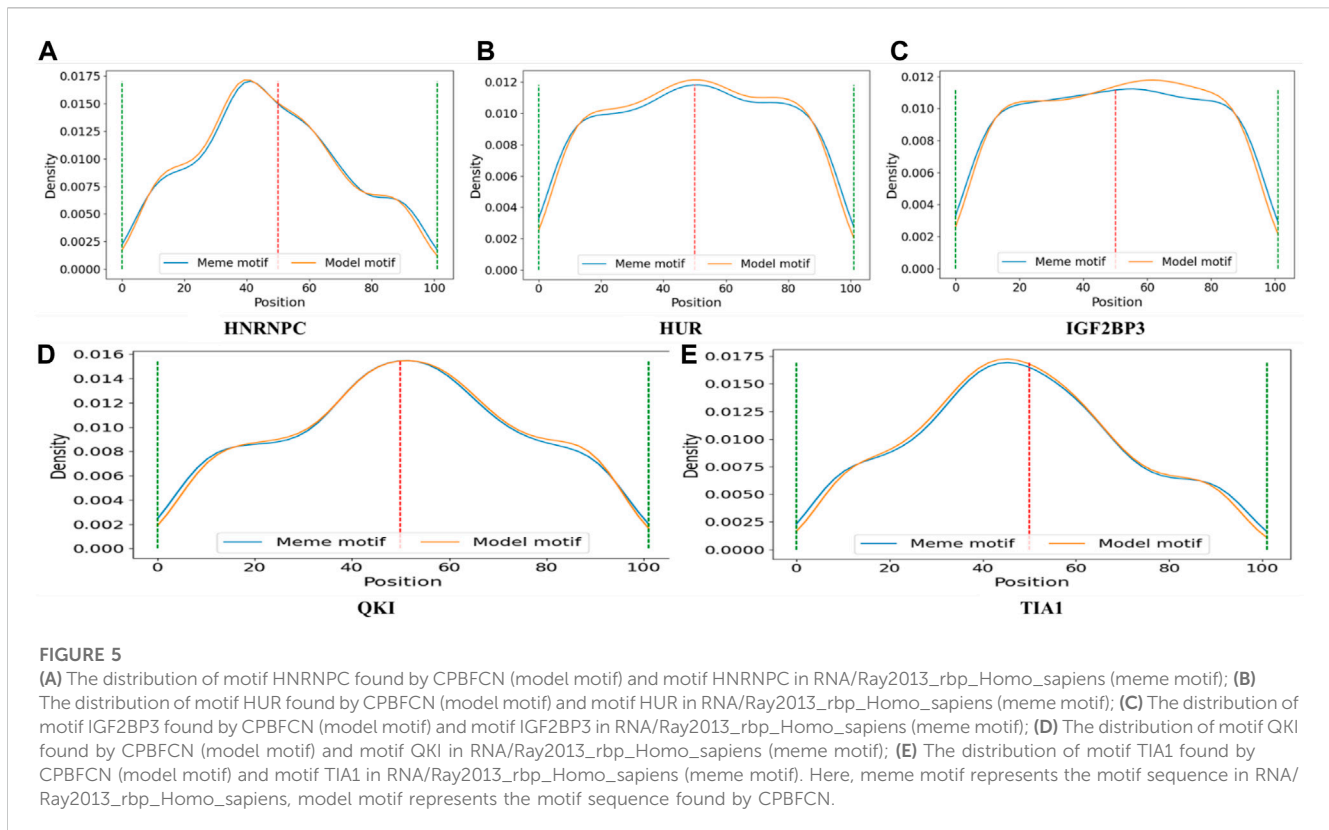 A
B
C
0.0175
0.0150
0.0125
0.0100
0.0075
0.0050
0.0025
0.0000
Density
Meme motif
Model motif
0
20
40
60
80
100
Position
HNRNPC
0.012
0.010
0.008
0.006
0.004
0.002
0.000
Density
Meme motif
Model motif
0
20
40
60
80
100
Position
HUR
0.012
0.010
0.008
0.006
0.004
0.002
0.000
Density
Meme motif
Model motif
0
20
40
60
80
100
Position
IGF2BP3
D
E
0.016
0.014
0.012
0.010
0.008
0.006
0.004
0.002
0.000
Density
Meme motif
Model motif
0
20
40
60
80
100
Position
QKI
0.0175
0.0150
0.0125
0.0100
0.0075
0.0050
0.0025
0.0000
Density
Meme motif
Model motif
0
20
40
60
80
100
Position
TIA1
FIGURE 5
(A) The distribution of motif HNRNPC found by CPBFCN (model motif) and motif HNRNPC in RNA/Ray2013_rbp_Homo_sapiens (meme motif); (B)
The distribution of motif HUR found by CPBFCN (model motif) and motif HUR in RNA/Ray2013_rbp_Homo_sapiens (meme motif); (C) The distribution of
motif IGF2BP3 found by CPBFCN (model motif) and motif IGF2BP3 in RNA/Ray2013_rbp_Homo_sapiens (meme motif); (D) The distribution of motif QKI
found by CPBFCN (model motif) and motif QKI in RNA/Ray2013_rbp_Homo_sapiens (meme motif); (E) The distribution of motif TIA1 found by
CPBFCN (model motif) and motif TIA1 in RNA/Ray2013_rbp_Homo_sapiens (meme motif). Here, meme motif represents the motif sequence in RNA/
Ray2013_rbp_Homo_sapiens, model motif represents the motif sequence found by CPBFCN.